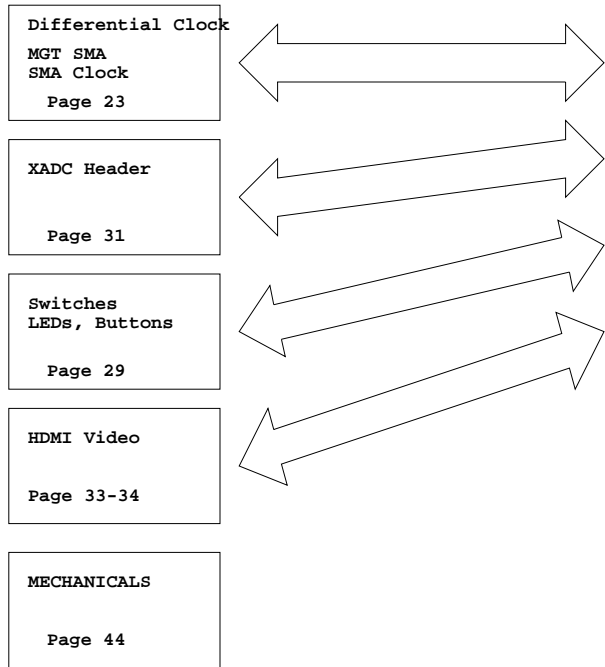 Differential Clock
MGT SMA
SMA Clock
Page 23
XADC Header
Page 31
Switches
LEDs, Buttons
Page 29
HDMI Video
Page 33-34
MECHANICALS
Page 44